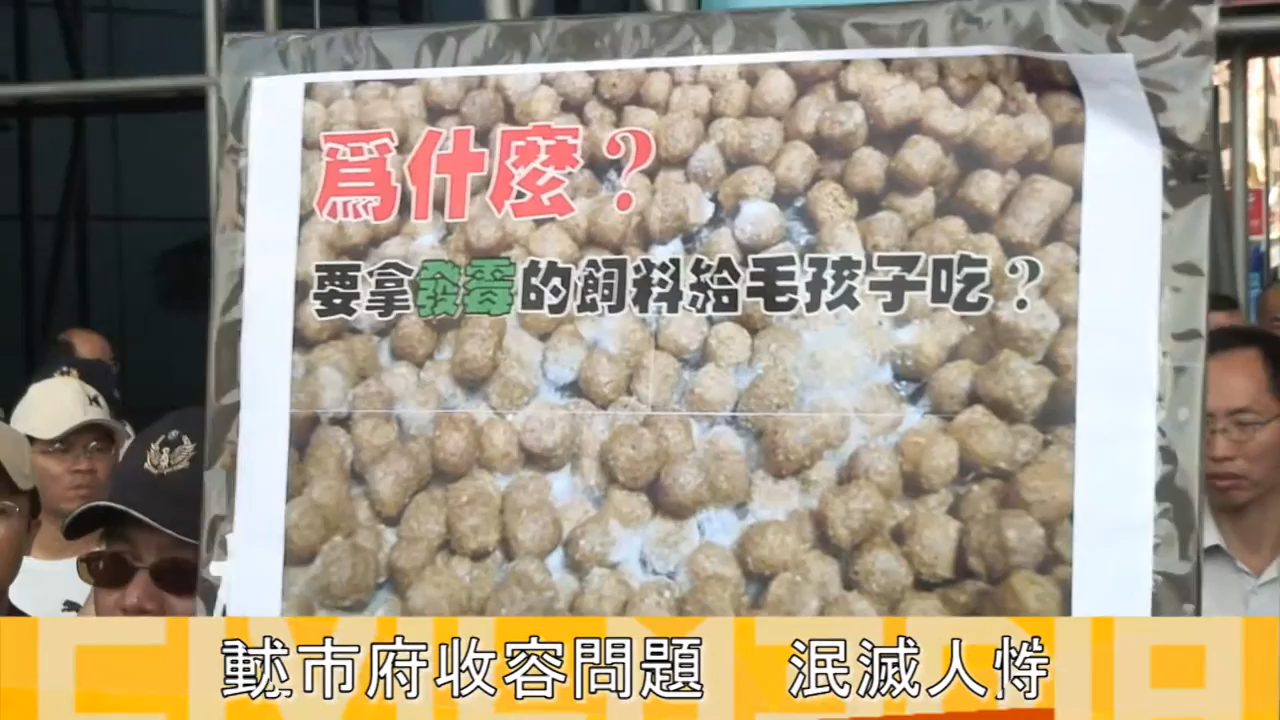 爲什麼？
要拿發霉的飼料給毛孩子吃？
市府收容問題 泯滅人